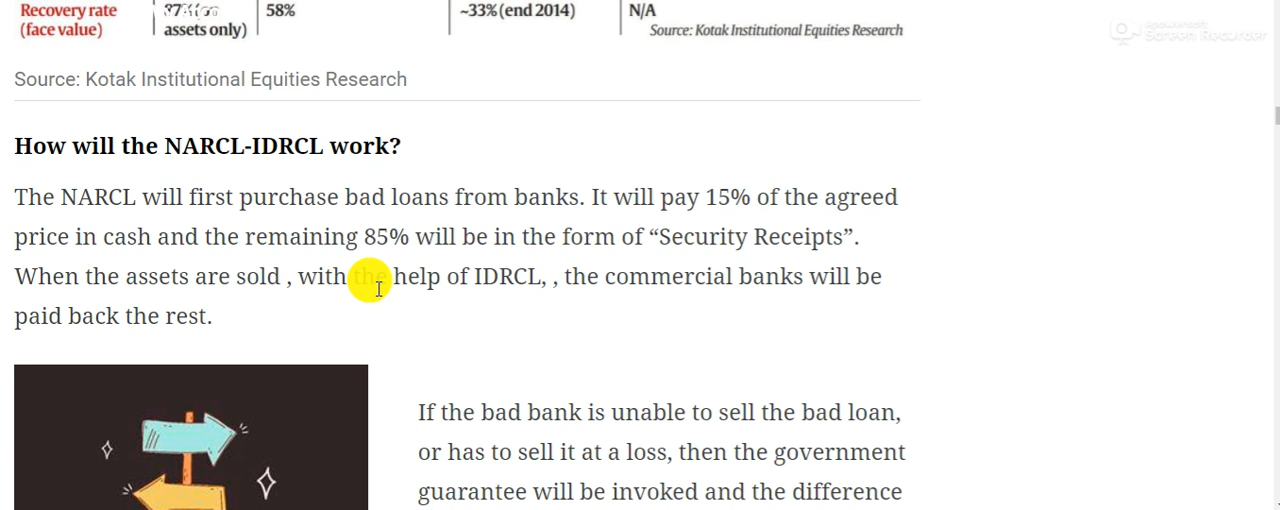 Recovery rate
(face value)
assets only)
58%
~33% (end 2014)
N/A
Source: Kotak Institutional Equities Research
Screen Recorder
Source: Kotak Institutional Equities Research
How will the NARCL-IDRCL work?
The NARCL will first purchase bad loans from banks. It will pay 15% of the agreed
price in cash and the remaining 85% will be in the form of “Security Receipts”.
When the assets are sold , with the help of IDRCL, , the commercial banks will be
paid back the rest.
If the bad bank is unable to sell the bad loan,
or has to sell it at a loss, then the government
guarantee will be invoked and the difference